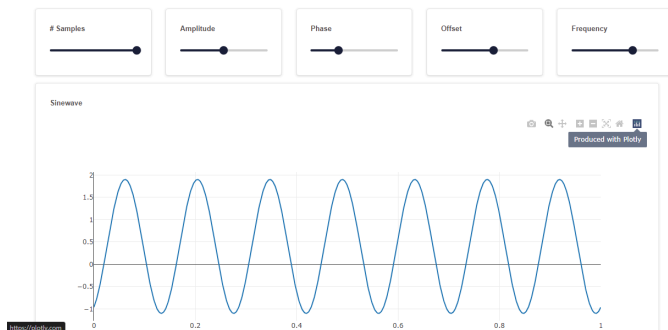 # Samples
Amplitude
Phase
Offset
Frequency
Sinewave
Produced with Plotly
2
1.5
1
0.5
0
−0.5
−1
0
0.2
0.4
0.6
0.8
1
https://plotly.com